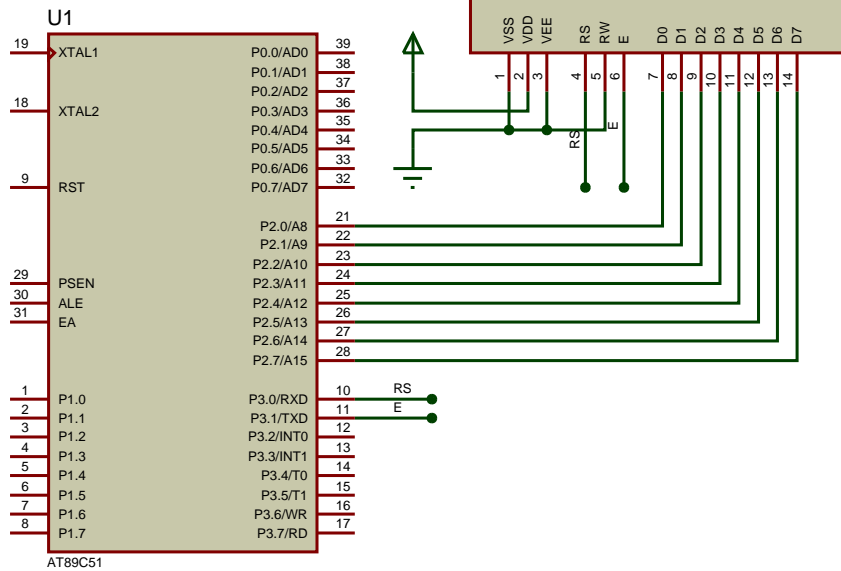 U1
19
XTAL1
18
XTAL2
9
RST
29
PSEN
30
ALE
31
EA
1
P1.0
2
P1.1
3
P1.2
4
P1.3
5
P1.4
6
P1.5
7
P1.6
8
P1.7
P0.0/AD0
39
P0.1/AD1
38
P0.2/AD2
37
P0.3/AD3
36
P0.4/AD4
35
P0.5/AD5
34
P0.6/AD6
33
P0.7/AD7
32
P2.0/A8
21
P2.1/A9
22
P2.2/A10
23
P2.3/A11
24
P2.4/A12
25
P2.5/A13
26
P2.6/A14
27
P2.7/A15
28
P3.0/RXD
10
RS
P3.1/TXD
11
E
P3.2/INT0
12
P3.3/INT1
13
P3.4/T0
14
P3.5/T1
15
P3.6/WR
16
P3.7/RD
17
AT89C51
VSS
1
VDD
2
VEE
3
RS
4
RW
5
E
6
D0
7
D1
8
D2
9
D3
10
D4
11
D5
12
D6
13
D7
14
RS
E